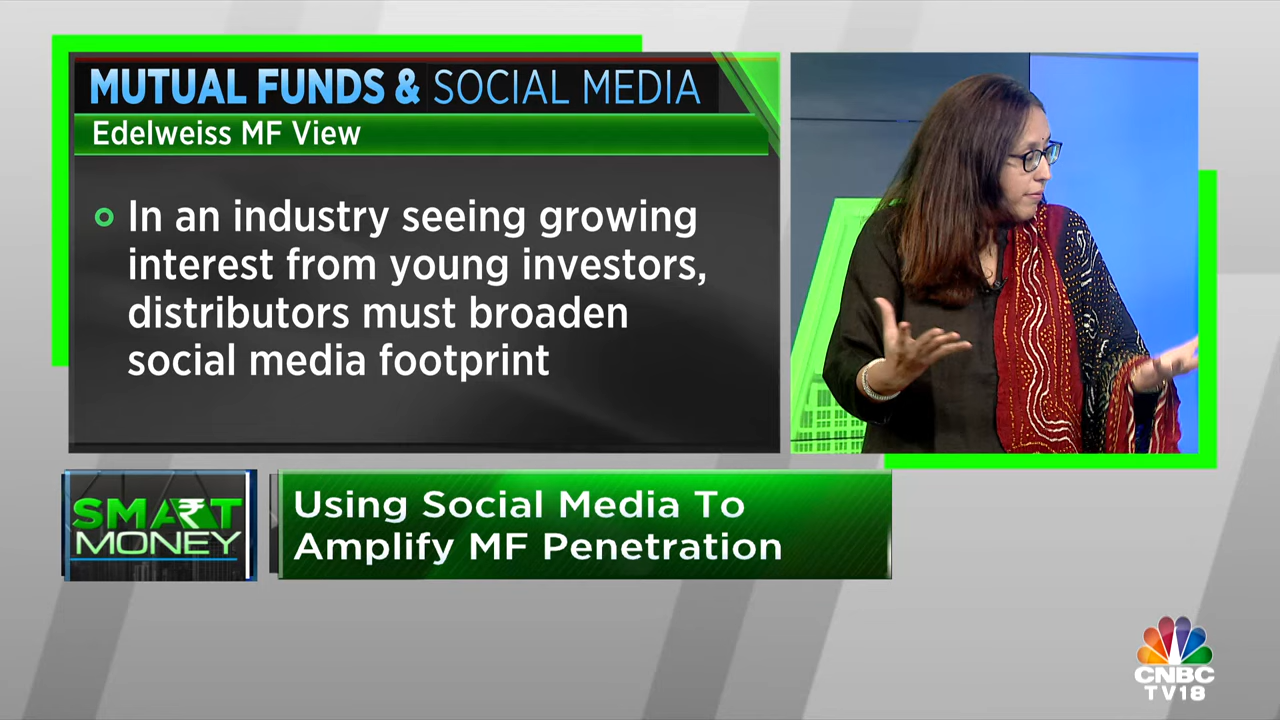 MUTUAL FUNDS & SOCIAL MEDIA
Edelweiss MF View
In an industry seeing growing
interest from young investors,
distributors must broaden
social media footprint
SMA₹T
MONEY
Using Social Media To
Amplify MF Penetration
CNBC
TV18